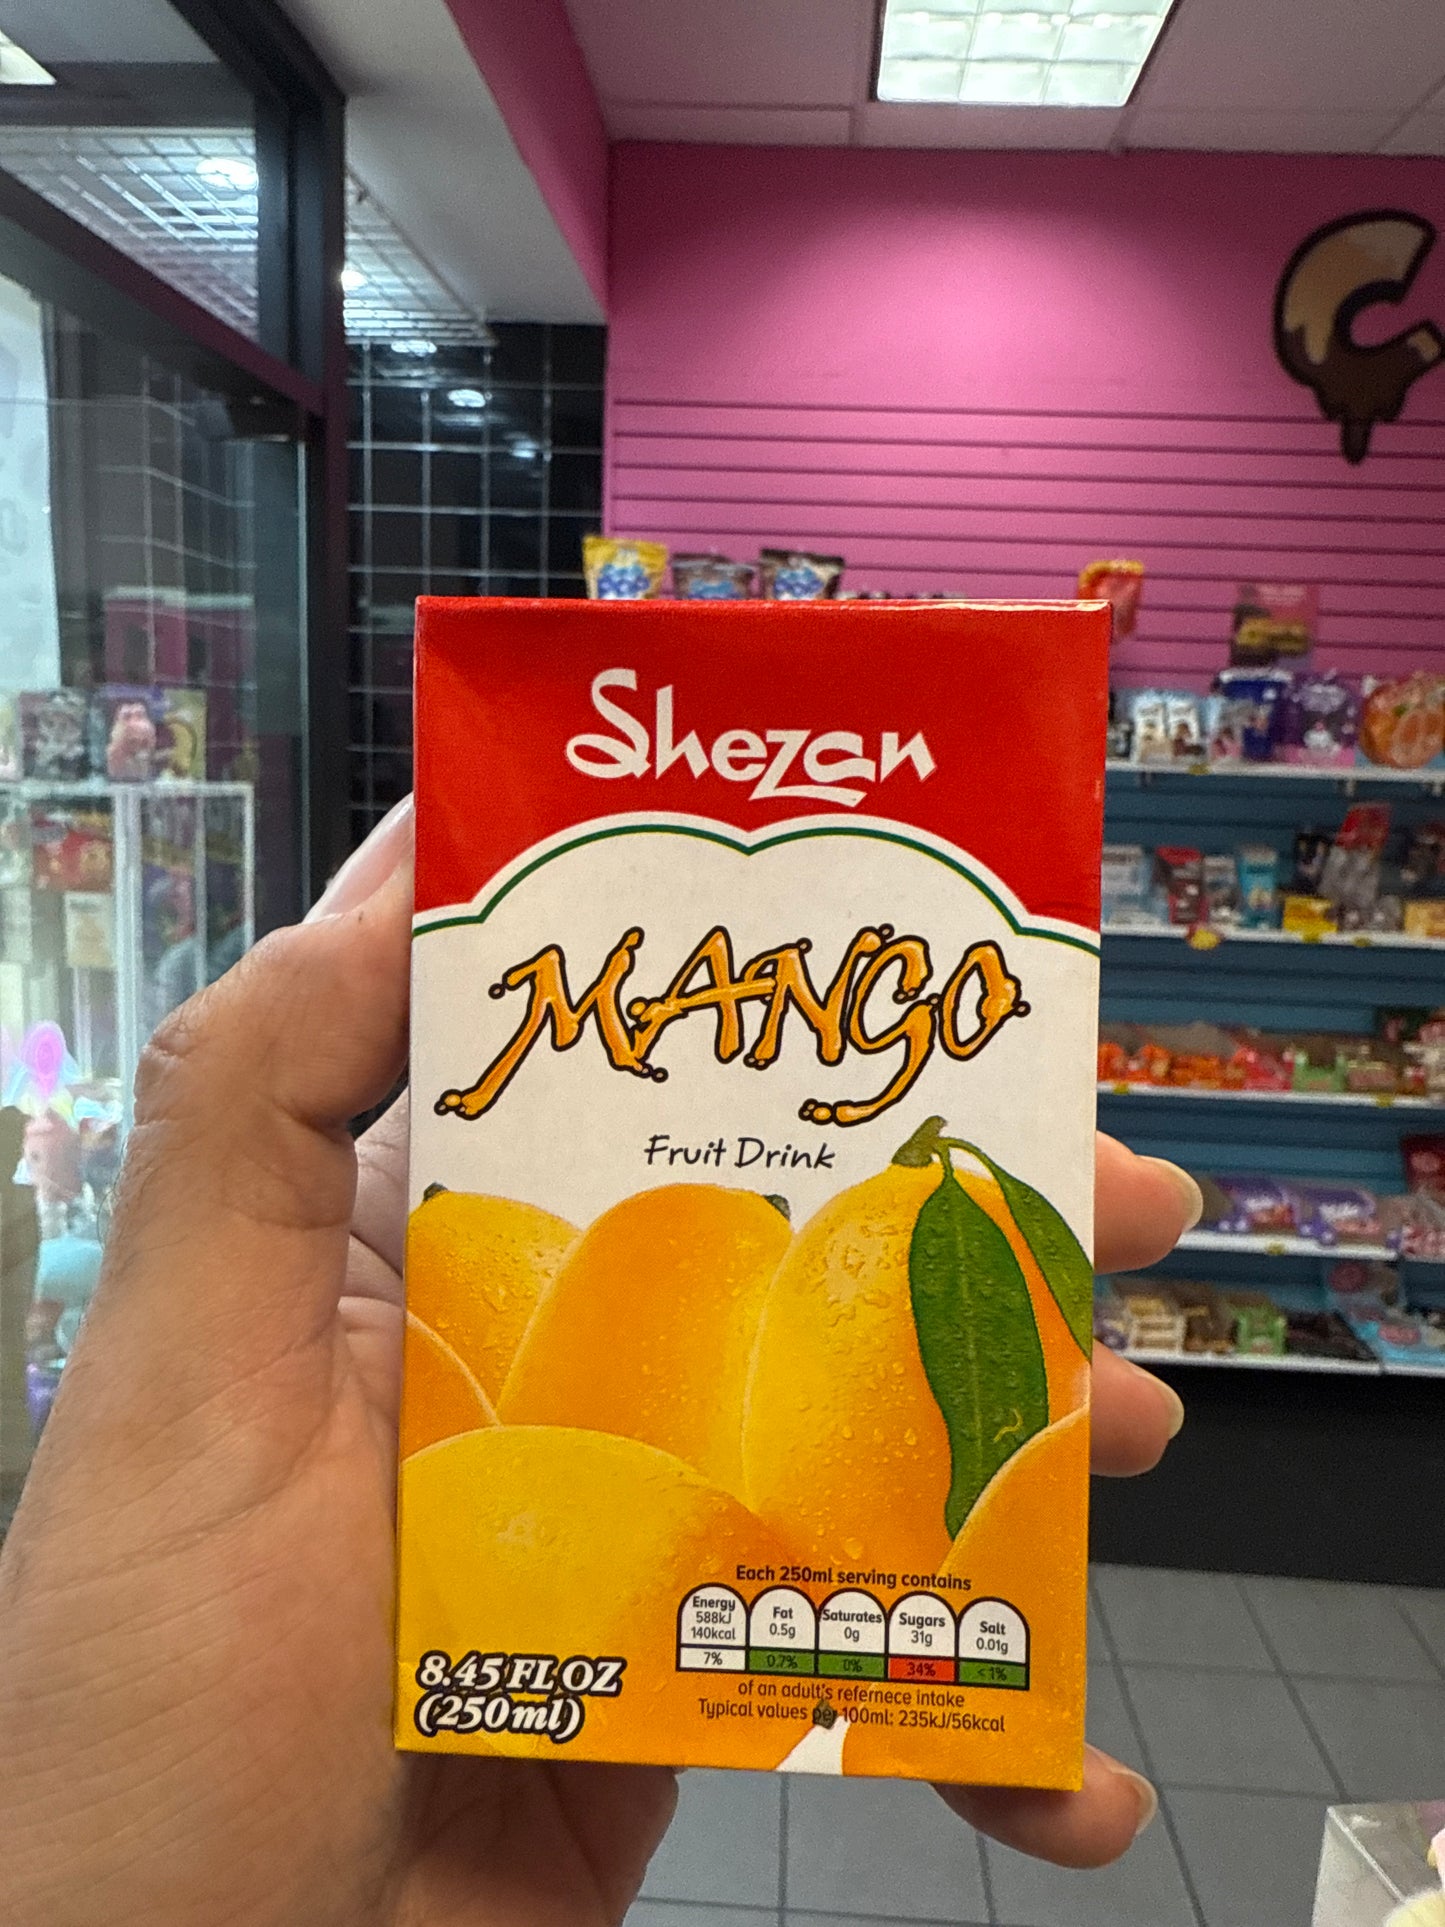 Shezan
MANGO
Fruit Drink
Each 250ml serving contains
Energy
588kJ
140kcal
7%
Fat
0.5g
0.7%
Saturates
0g
0%
Sugars
31g
34%
Salt
0.01g
<1%
of an adult's refernece intake
Typical values per 100ml: 235kJ/56kcal
8.45 FL OZ
(250ml)